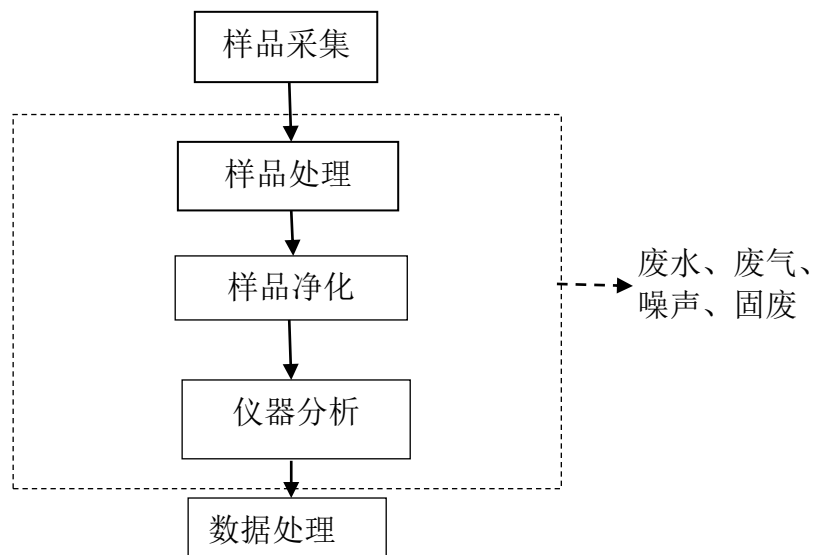 样品采集
样品处理
样品净化
废水、废气、
噪声、固废
仪器分析
数据处理